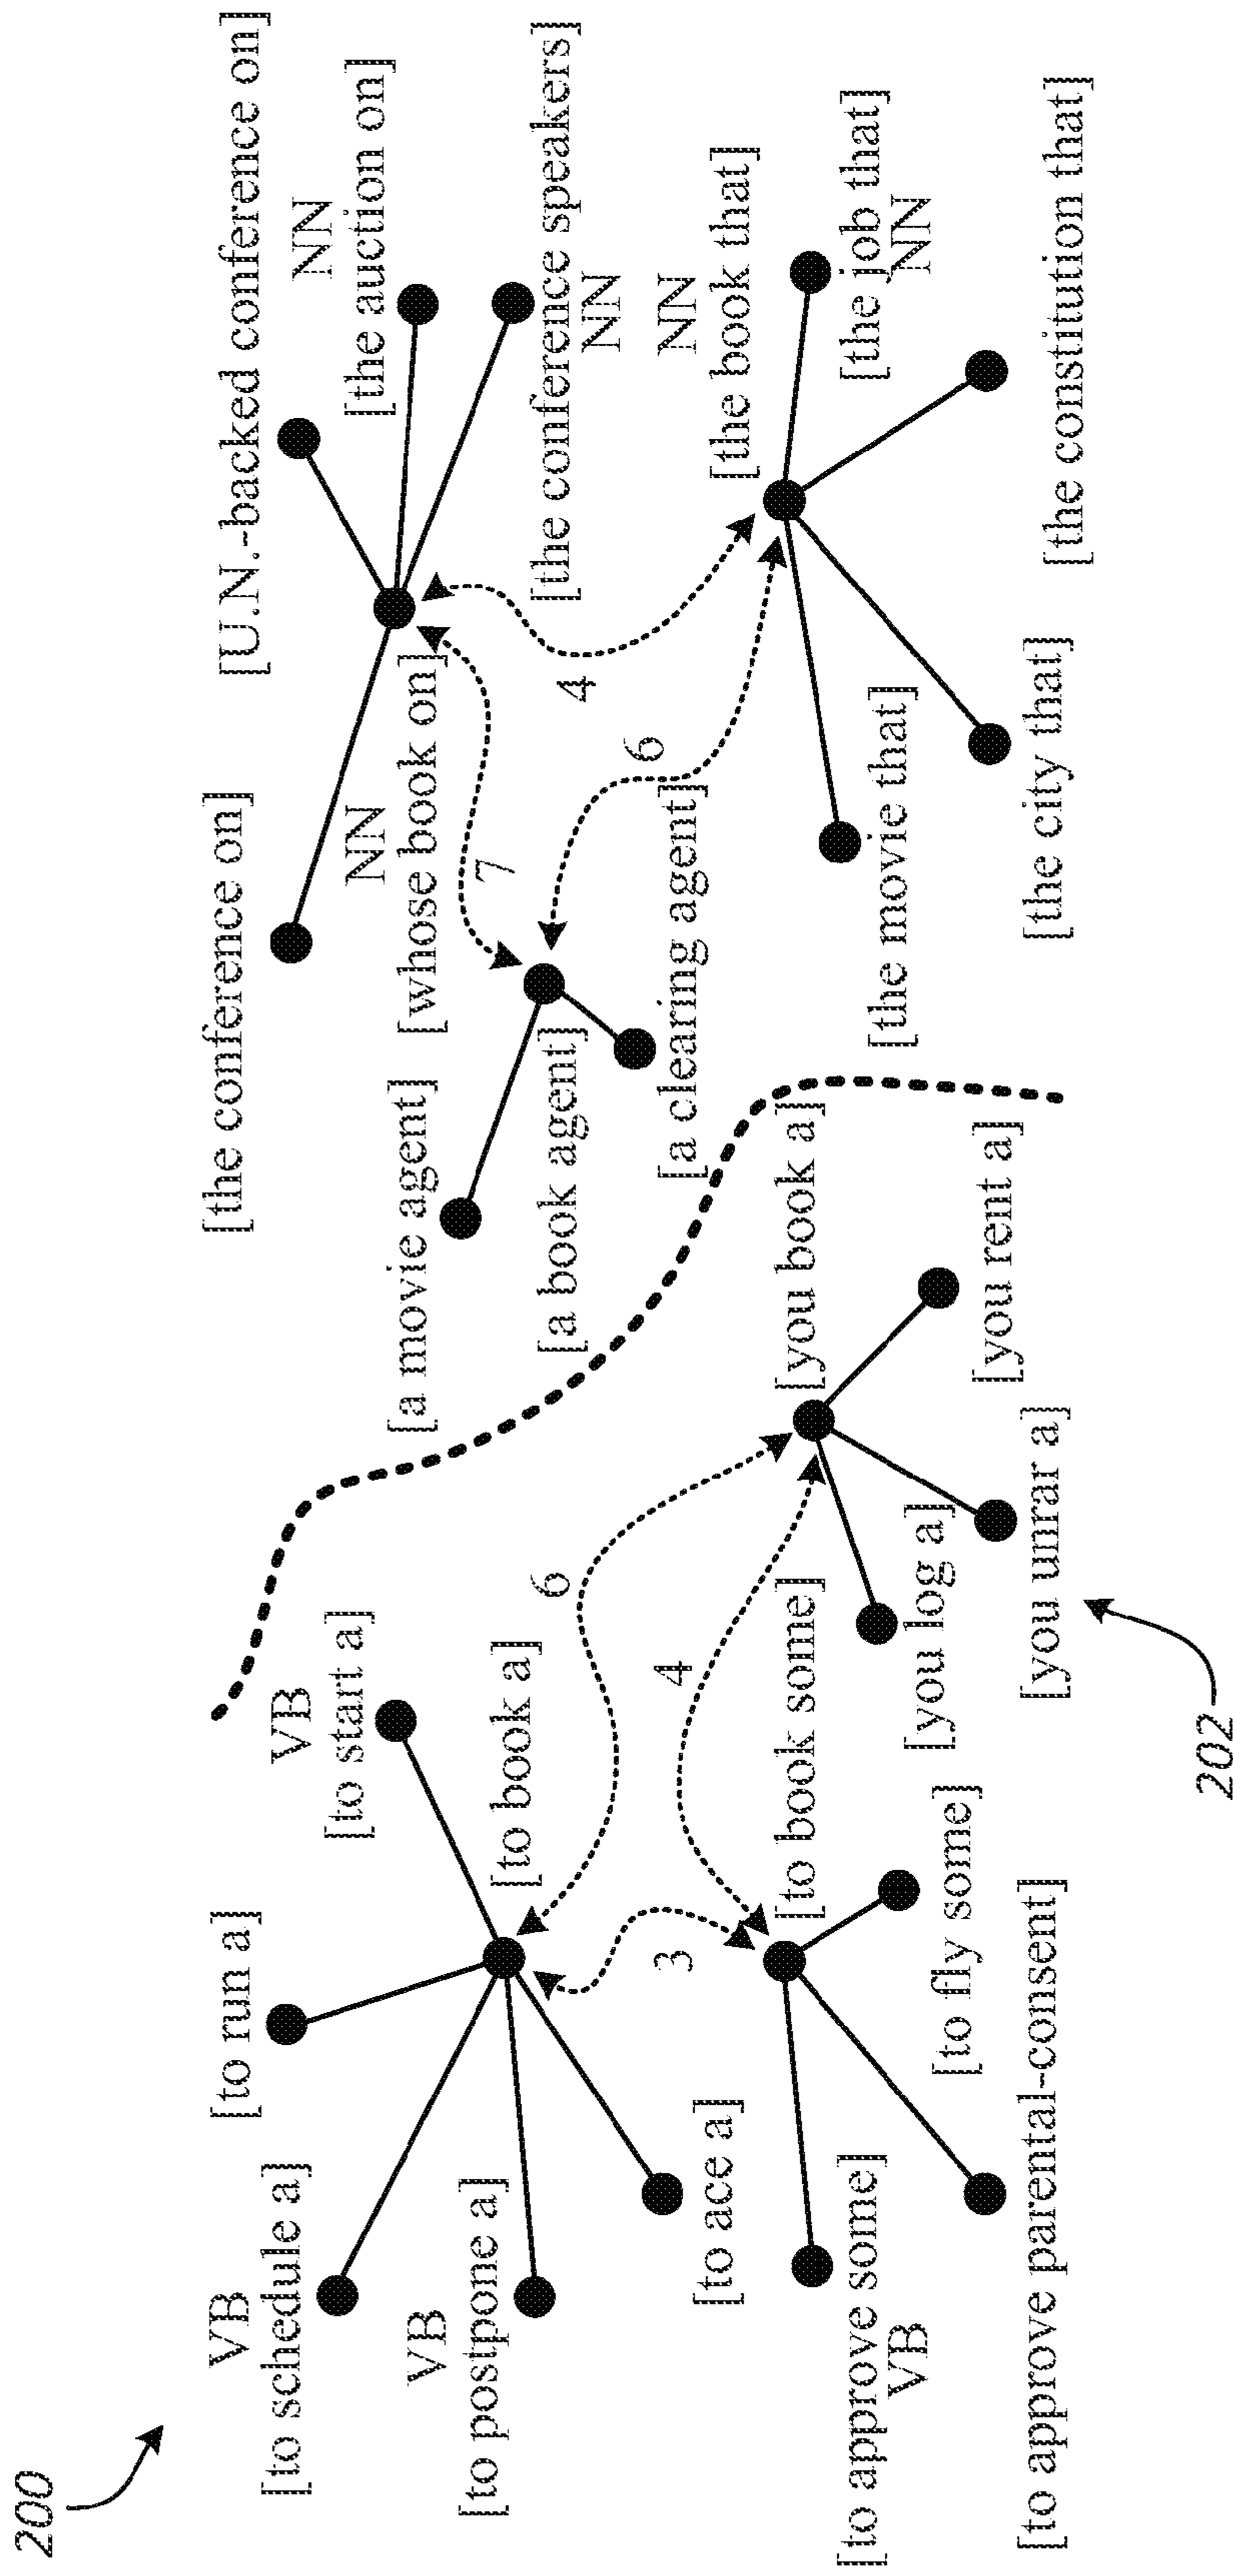 200
VB
[to schedule a]
[to run a]
VB
[to start a]
VB
[to postpone a]
[to book a]
6
[to ace a]
3
4
[to approve some]
VB
[to book some]
[to fly some]
[to approve parental-consent]
[you book a]
[you log a]
[you rent a]
[you unrar a]
202
[the conference on]
[U.N.-backed conference on]
NN
[the auction on]
NN
[whose book on]
[a movie agent]
7
[a book agent]
4
[the conference speakers]
NN
6
[a clearing agent]
NN
[the book that]
[the movie that]
[the job that]
NN
[the city that]
[the constitution that]